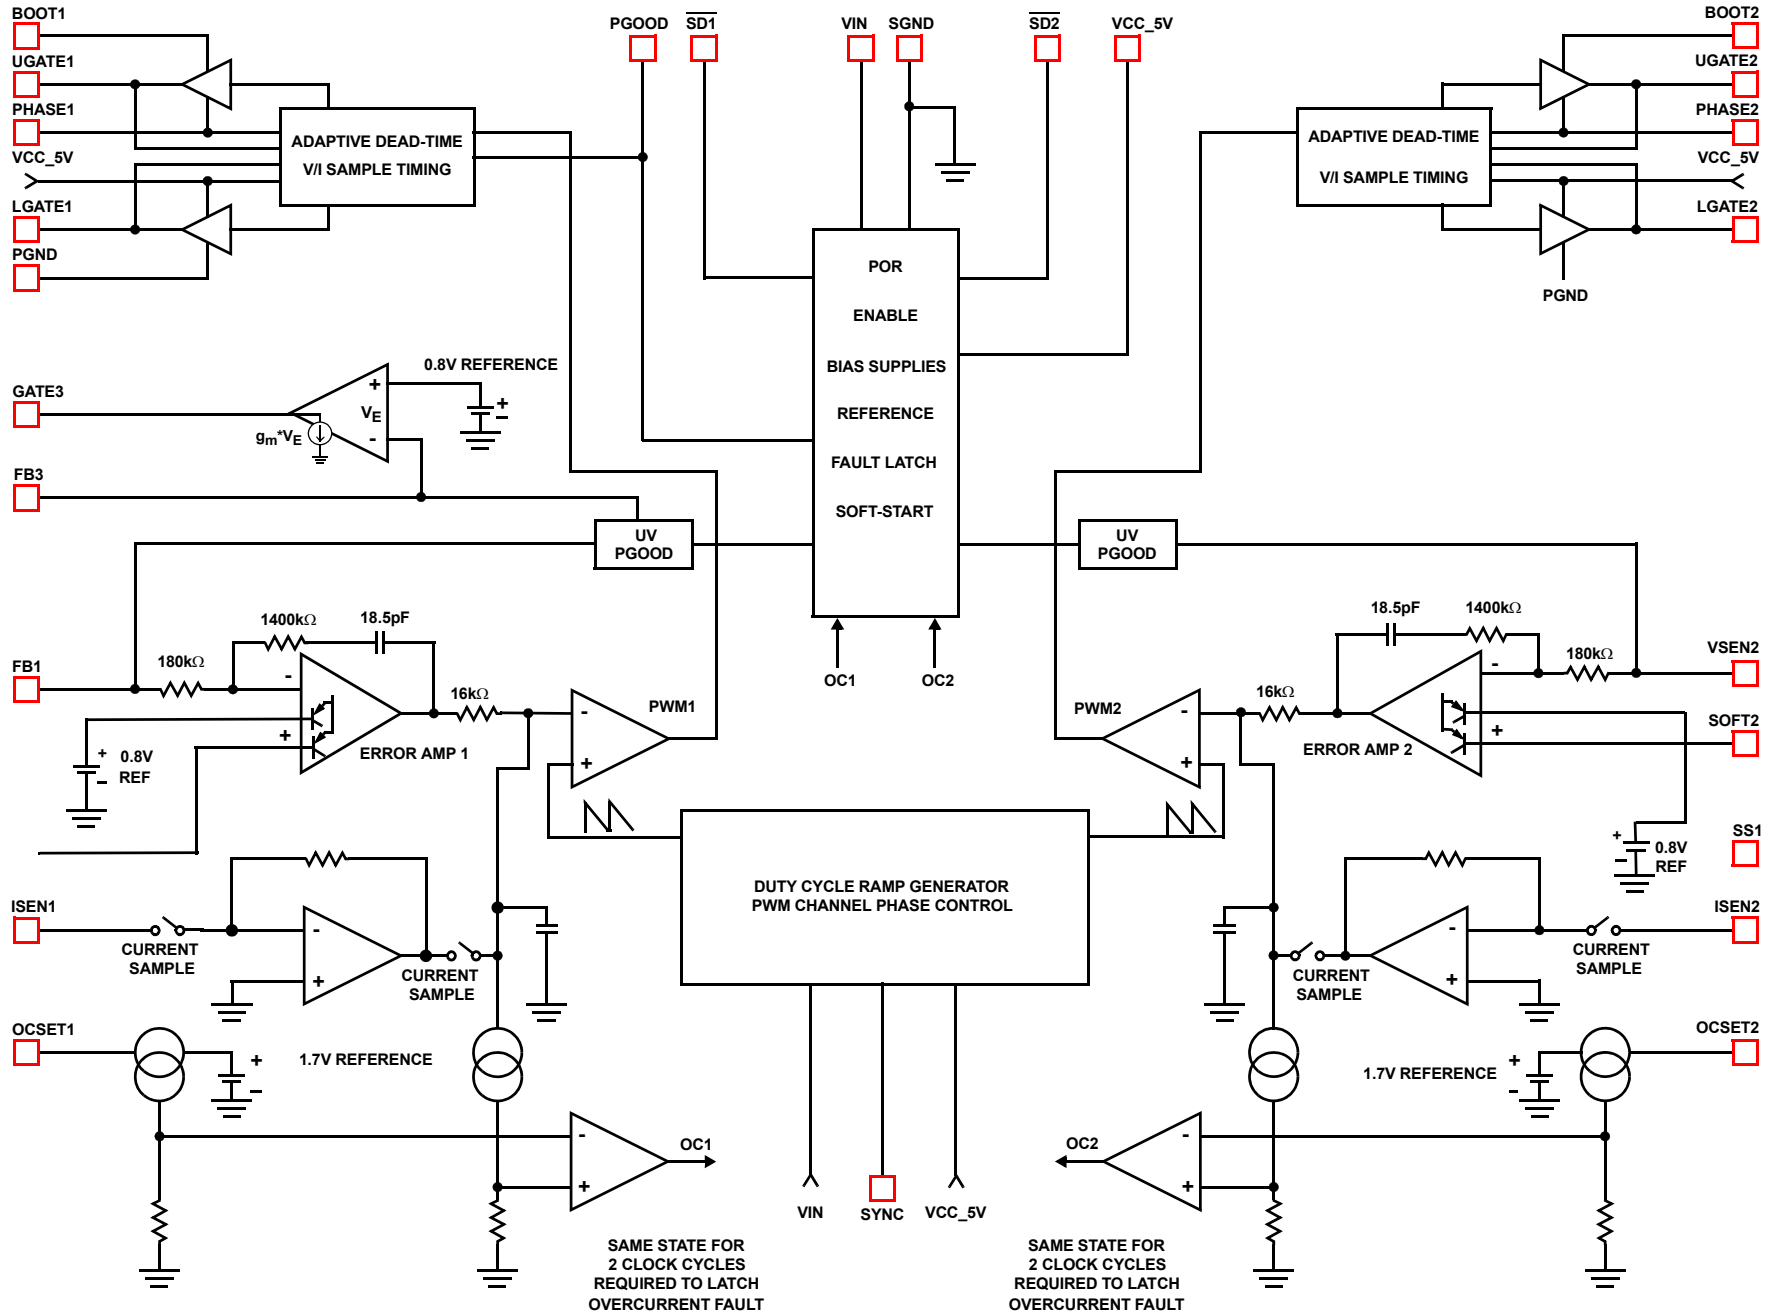 BOOT1
UGATE1
PHASE1
VCC_5V
LGATE1
PGND
ADAPTIVE DEAD-TIME
V/I SAMPLE TIMING
PGOOD
SD1
VIN
SGND
SD2
VCC_5V
BOOT2
UGATE2
PHASE2
VCC_5V
LGATE2
ADAPTIVE DEAD-TIME
V/I SAMPLE TIMING
PGND
POR
ENABLE
BIAS SUPPLIES
REFERENCE
FAULT LATCH
SOFT-START
GATE3
0.8V REFERENCE
+
VE
-
gm*VE
+
-
FB3
UV
PGOOD
UV
PGOOD
OC1
OC2
FB1
180kΩ
1400kΩ
18.5pF
-
+
16kΩ
ERROR AMP 1
+
-
0.8V
REF
PWM1
-
+
PWM2
-
+
16kΩ
18.5pF
1400kΩ
180kΩ
-
+
ERROR AMP 2
VSEN2
SOFT2
+
-
0.8V
REF
SS1
DUTY CYCLE RAMP GENERATOR
PWM CHANNEL PHASE CONTROL
ISEN1
CURRENT
SAMPLE
-
+
CURRENT
SAMPLE
CURRENT
SAMPLE
-
+
CURRENT
SAMPLE
ISEN2
OCSET1
+
-
1.7V REFERENCE
-
+
OC1
VIN
SYNC
VCC_5V
OC2
-
+
1.7V REFERENCE
+
-
OCSET2
SAME STATE FOR
2 CLOCK CYCLES
REQUIRED TO LATCH
OVERCURRENT FAULT
SAME STATE FOR
2 CLOCK CYCLES
REQUIRED TO LATCH
OVERCURRENT FAULT